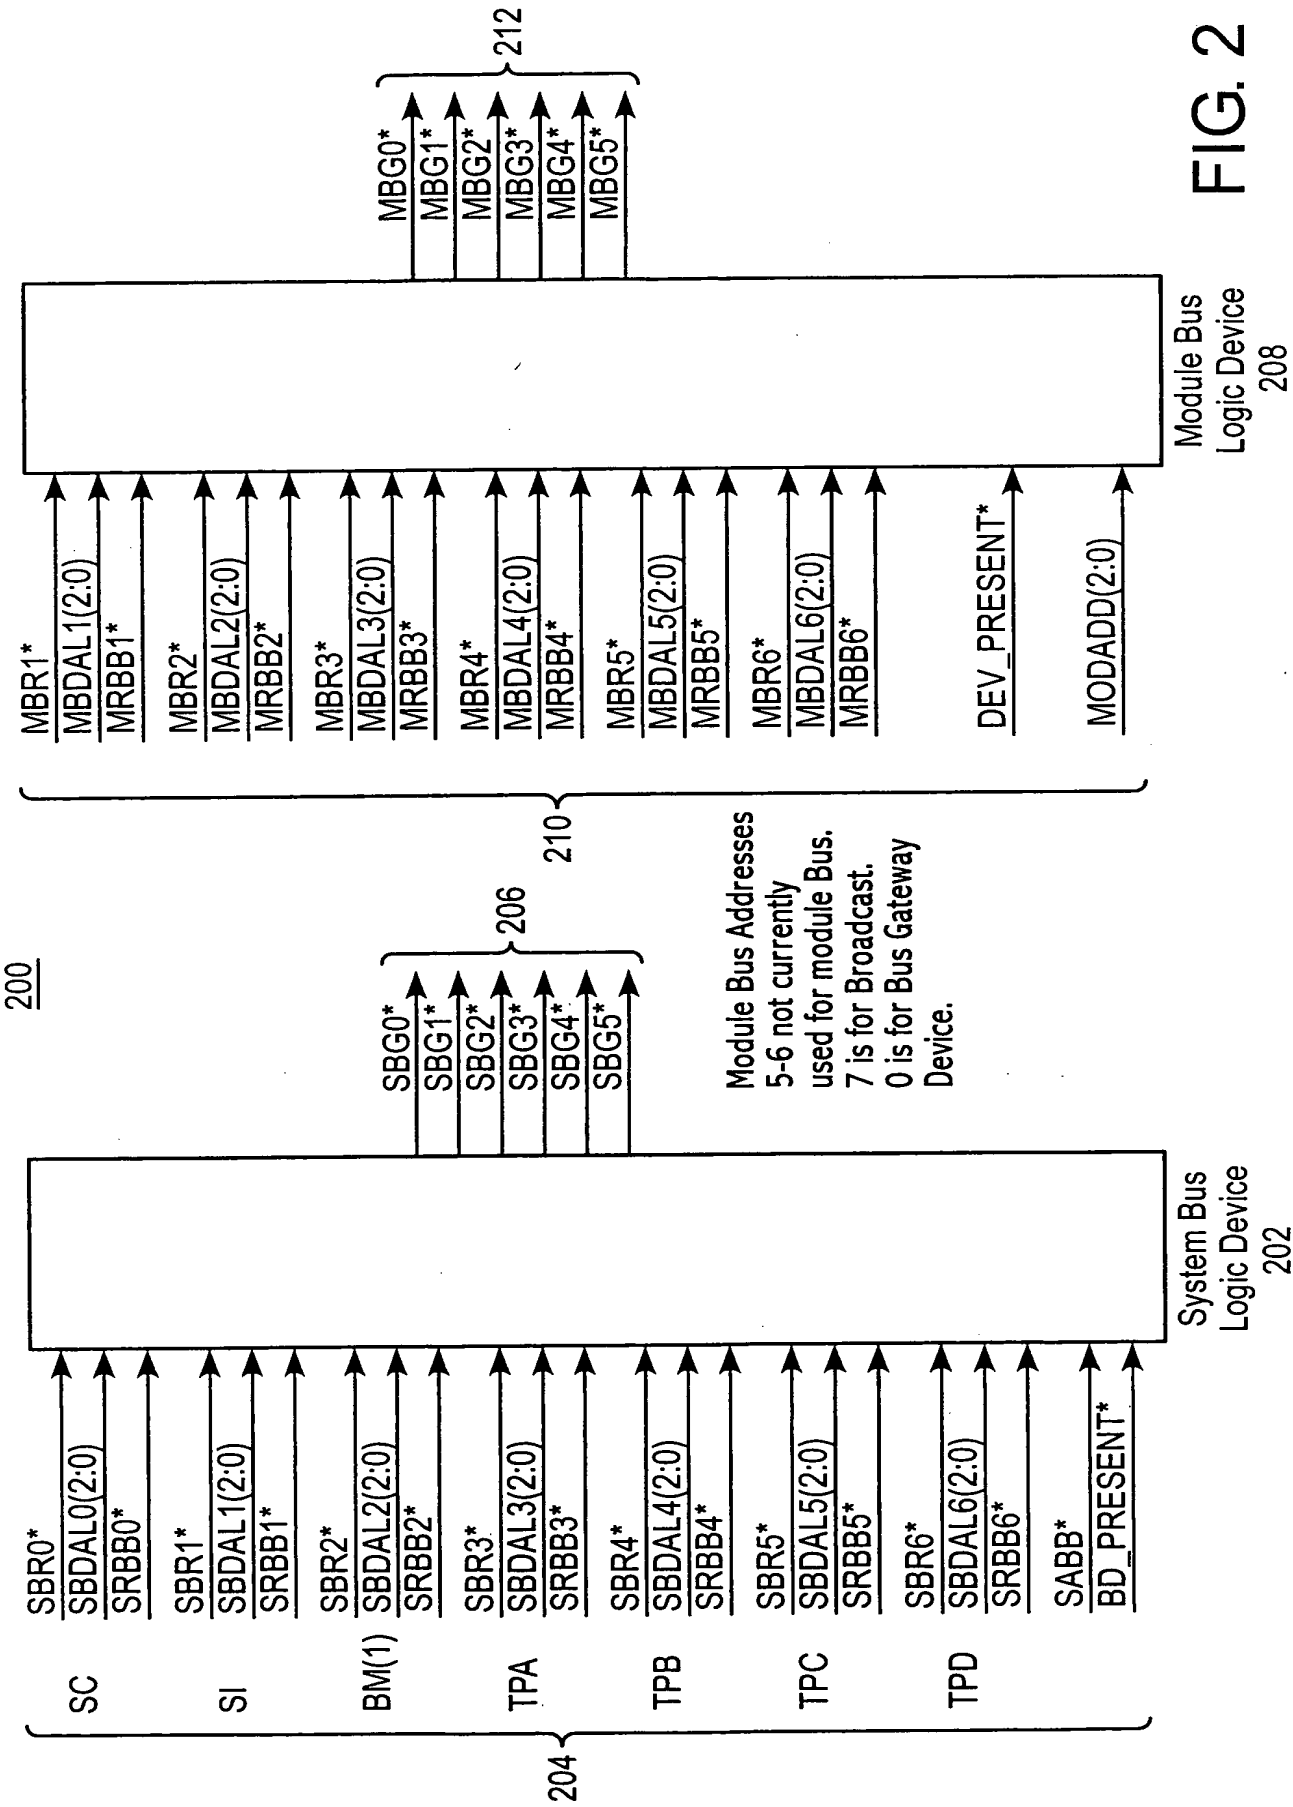 200
SC
SBR0*
SBDAL0(2:0)
SRBB0*
SI
SBR1*
SBDAL1(2:0)
SRBB1*
BM(1)
SBR2*
SBDAL2(2:0)
SRBB2*
TPA
SBR3*
SBDAL3(2:0)
SRBB3*
TPB
SBR4*
SBDAL4(2:0)
SRBB4*
TPC
SBR5*
SBDAL5(2:0)
SRBB5*
TPD
SBR6*
SBDAL6(2:0)
SRBB6*
SABB*
BD_PRESENT*
204
System Bus
Logic Device
202
SBG0*
SBG1*
SBG2*
SBG3*
SBG4*
SBG5*
206
Module Bus Addresses
5-6 not currently
used for module Bus.
7 is for Broadcast.
0 is for Bus Gateway
Device.
210
MBR1*
MBDAL1(2:0)
MRBB1*
MBR2*
MBDAL2(2:0)
MRBB2*
MBR3*
MBDAL3(2:0)
MRBB3*
MBR4*
MBDAL4(2:0)
MRBB4*
MBR5*
MBDAL5(2:0)
MRBB5*
MBR6*
MBDAL6(2:0)
MRBB6*
DEV_PRESENT*
MODADD(2:0)
Module Bus
Logic Device
208
MBG0*
MBG1*
MBG2*
MBG3*
MBG4*
MBG5*
212
FIG. 2